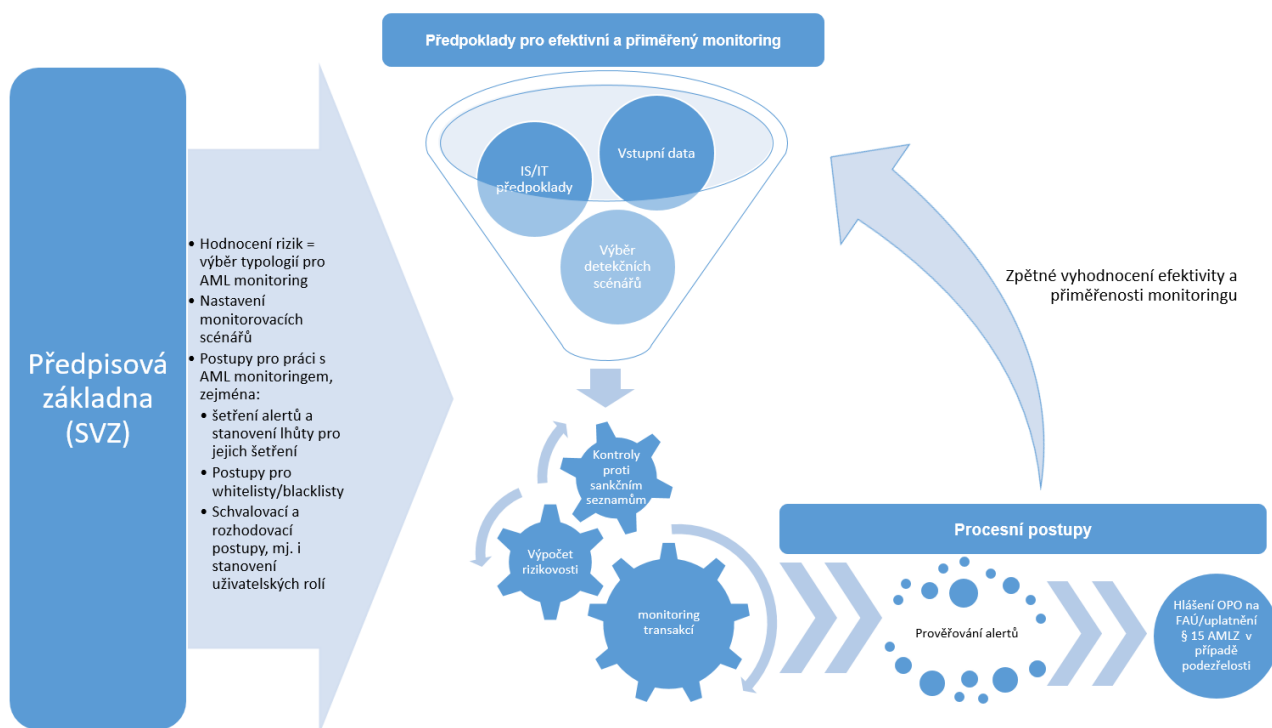 Předpoklady pro efektivní a přiměřený monitoring
Předpisová
základna
(SVZ)
• Hodnocení rizik =
výběr typologií pro
AML monitoring
• Nastavení
monitorovacích
scénářů
• Postupy pro práci s
AML monitoringem,
zejména:
• šetření alertů a
stanovení lhůty pro
jejich šetření
• Postupy pro
whitelisty/blacklisty
• Schvalovací a
rozhodovací
postupy, mj. i
stanovení
uživatelských rolí
IS/IT
předpoklady
Vstupní data
Výběr
detekčních
scénářů
Zpětné vyhodnocení efektivity a
přiměřenosti monitoringu
Kontroly
proti
sankčním
seznamům
Výpočet
rizikovosti
monitoring
transakcí
Procesní postupy
Prověřování alertů
Hlášení OPO na
FAÚ/uplatnění
§ 15 AMLZ v
případě
podezřelosti